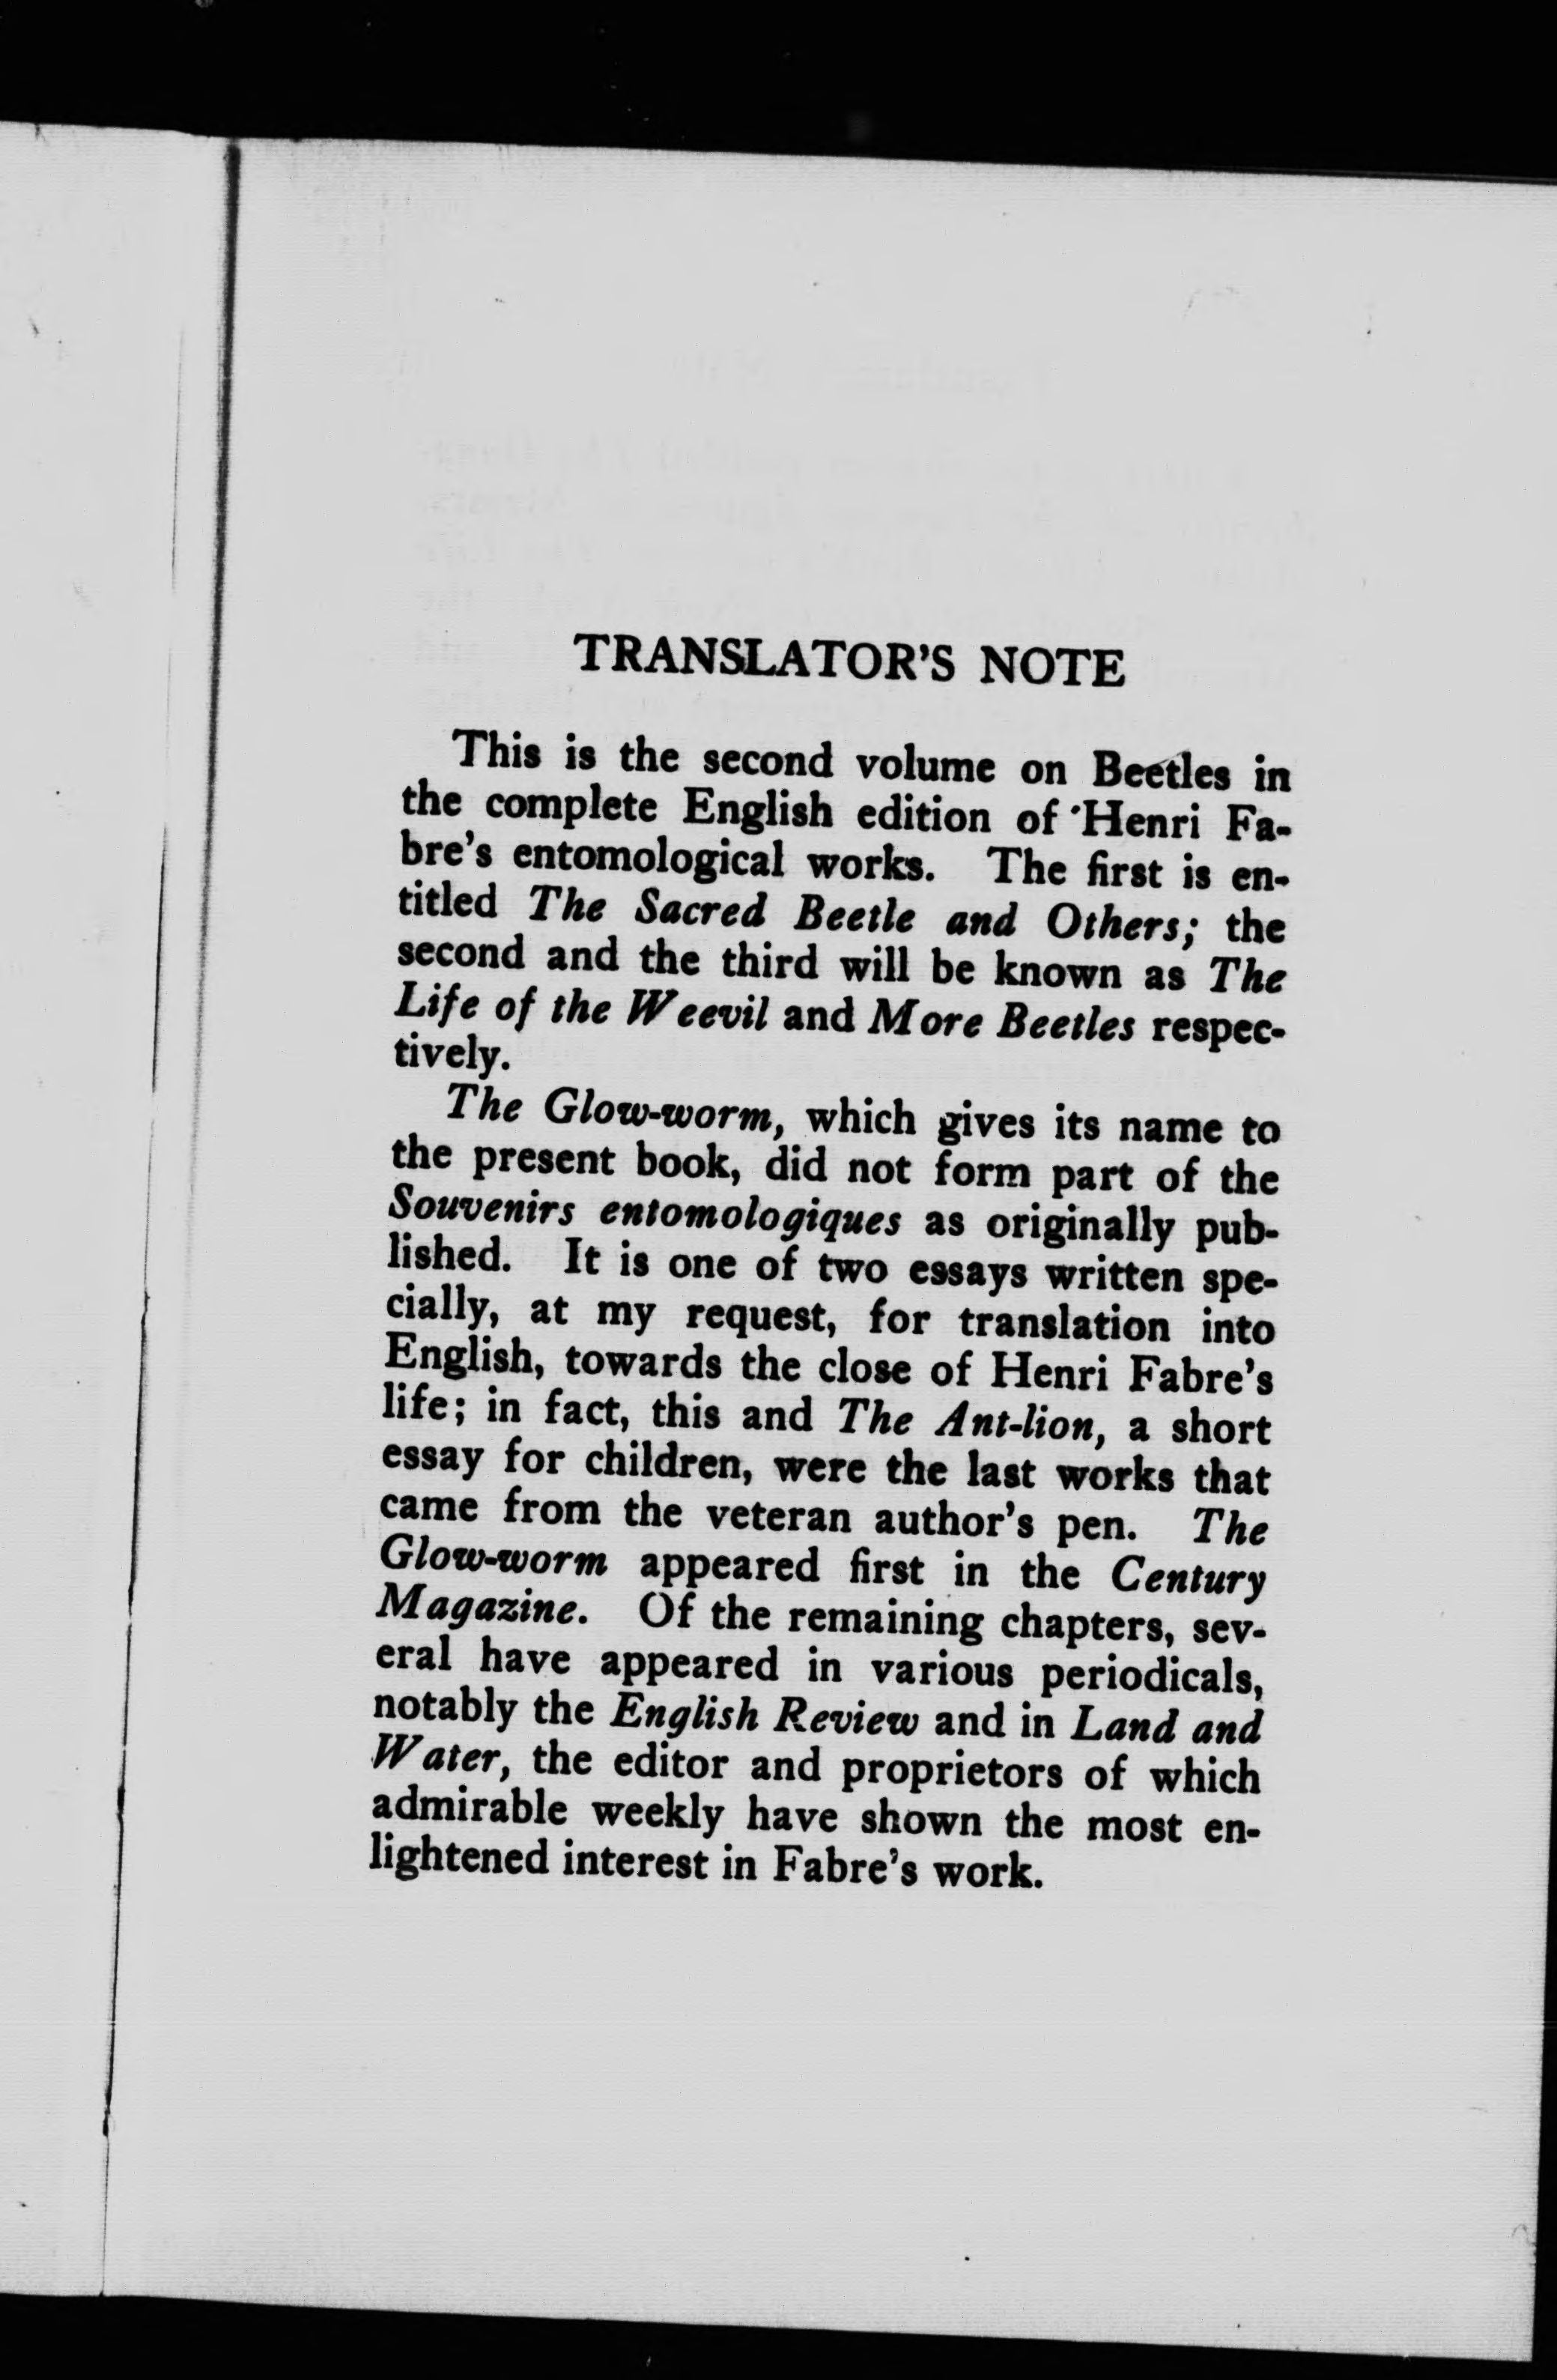 TRANSLATOR'S NOTE
This is the second volume on Beetles in
the complete English edition of Henri Fa-
bre's entomological works. The first is en-
titled The Sacred Beetle and Others; the
second and the third will be known as The
Life of the Weevil and More Beetles respec-
tively.
The Glow-worm, which gives its name to
the present book, did not form part of the
Souvenirs entomologiques as originally pub-
lished. It is one of two essays written spe-
cially, at my request, for translation into
English, towards the close of Henri Fabre's
life; in fact, this and The Ant-lion, a short
essay for children, were the last works that
came from the veteran author's pen. The
Glow-worm appeared first in the Century
Magazine. Of the remaining chapters, sev-
eral have appeared in various periodicals,
notably the English Review and in Land and
Water, the editor and proprietors of which
admirable weekly have shown the most en-
lightened interest in Fabre's work.